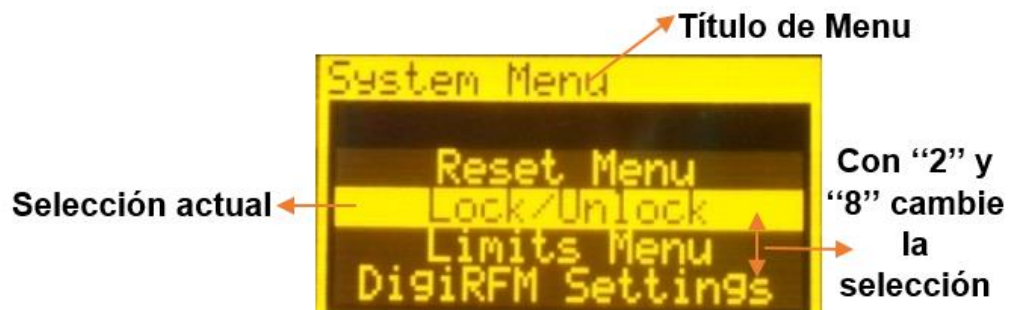 Título de Menu
System Menu
Reset Menu
Lock/Unlock
Limits Menu
DigiRFM Settings
Selección actual
Con “2” y
“8” cambie
la
selección